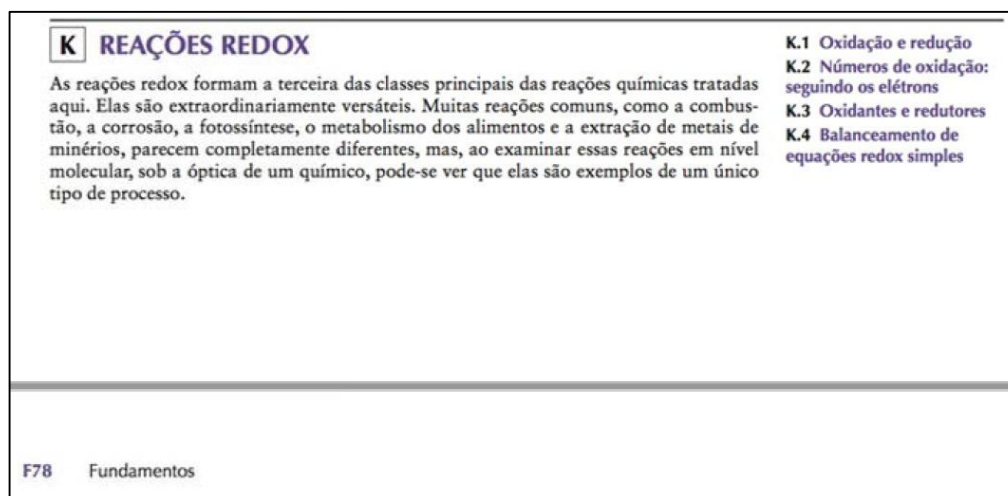 K REAÇÕES REDOX
As reações redox formam a terceira das classes principais das reações químicas tratadas
aqui. Elas são extraordinariamente versáteis. Muitas reações comuns, como a combus-
tão, a corrosão, a fotossíntese, o metabolismo dos alimentos e a extração de metais de
minérios, parecem completamente diferentes, mas, ao examinar essas reações em nível
molecular, sob a óptica de um químico, pode-se ver que elas são exemplos de um único
tipo de processo.
K.1 Oxidação e redução
K.2 Números de oxidação:
seguindo os elétrons
K.3 Oxidantes e redutores
K.4 Balanceamento de
equações redox simples
F78 Fundamentos